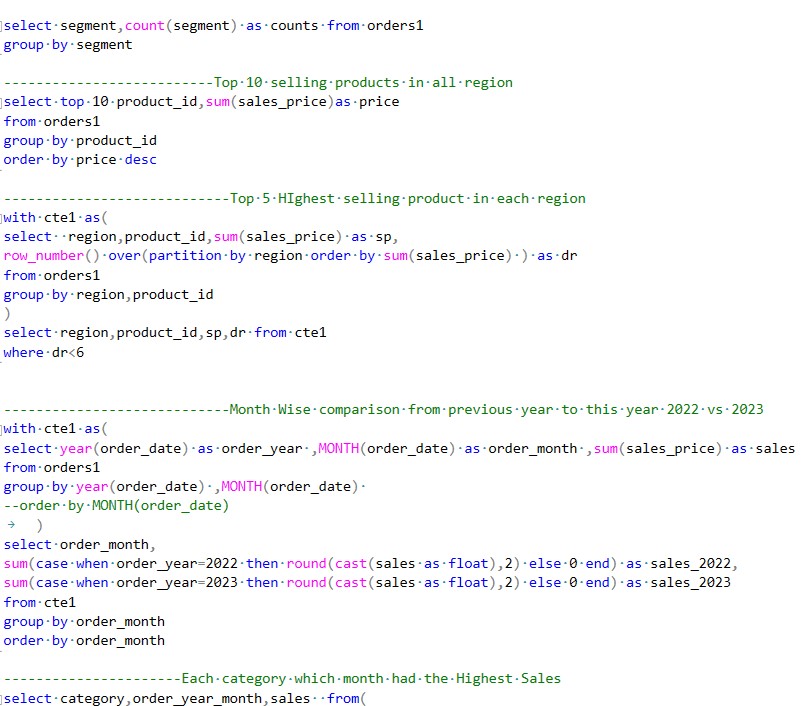 select segment,count(segment) as counts from orders1
group by segment
--------------------------Top 10 selling products in all region
select top 10 product_id,sum(sales_price)as price
from orders1
group by product_id
order by price desc
----------------------------Top 5 HIghest selling product in each region
with cte1 as(
select  region,product_id,sum(sales_price) as sp,
row_number() over(partition by region order by sum(sales_price) ) as dr
from orders1
group by region,product_id
)
select region,product_id,sp,dr from cte1
where dr<6
----------------------------Month Wise comparison from previous year to this year 2022 vs 2023
with cte1 as(
select year(order_date) as order_year ,MONTH(order_date) as order_month ,sum(sales_price) as sales
from orders1
group by year(order_date) ,MONTH(order_date)
--order by MONTH(order_date)
)
select order_month,
sum(case when order_year=2022 then round(cast(sales as float),2) else 0 end) as sales_2022,
sum(case when order_year=2023 then round(cast(sales as float),2) else 0 end) as sales_2023
from cte1
group by order_month
order by order_month
----------------------Each category which month had the Highest Sales
select category,order_year_month,sales  from(